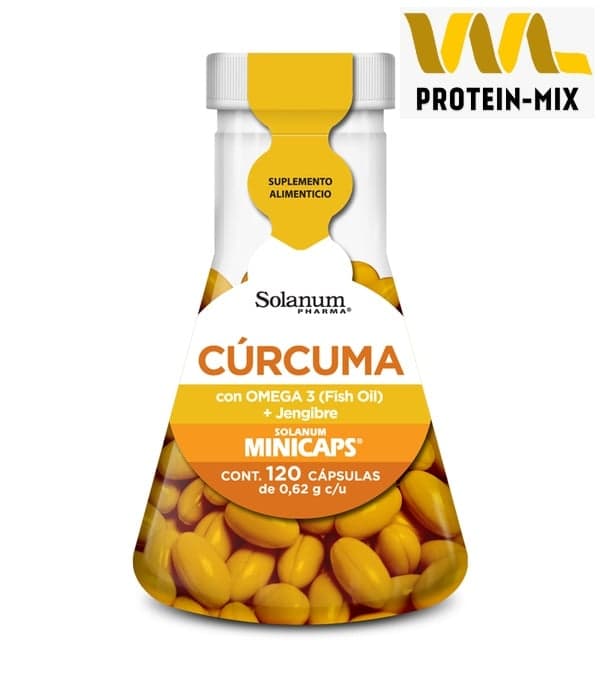 PROTEIN-MIX
SUPLEMENTO
ALIMENTICIO
Solanum
PHARMA®
CÚRCUMA
con OMEGA 3 (Fish Oil)
+ Jengibre
SOLANUM
MINICAPS®
CONT. 120 CÁPSULAS
de 0,62 g c/u